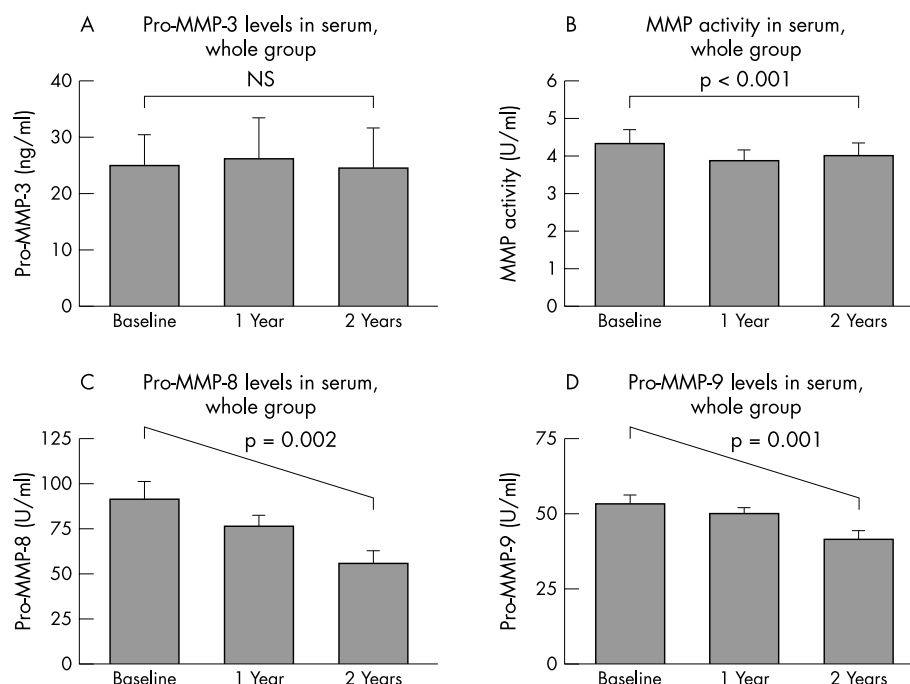 A Pro-MMP-3 levels in serum,
whole group
NS
40
30
20
10
0
Pro-MMP-3 (ng/ml)
Baseline 1 Year 2 Years
B MMP activity in serum,
whole group
p < 0.001
6
5
4
3
2
1
0
MMP activity (U/ml)
Baseline 1 Year 2 Years
C Pro-MMP-8 levels in serum,
whole group
p = 0.002
125
100
75
50
25
0
Pro-MMP-8 (U/ml)
Baseline 1 Year 2 Years
D Pro-MMP-9 levels in serum,
whole group
p = 0.001
75
50
25
0
Pro-MMP-9 (U/ml)
Baseline 1 Year 2 Years